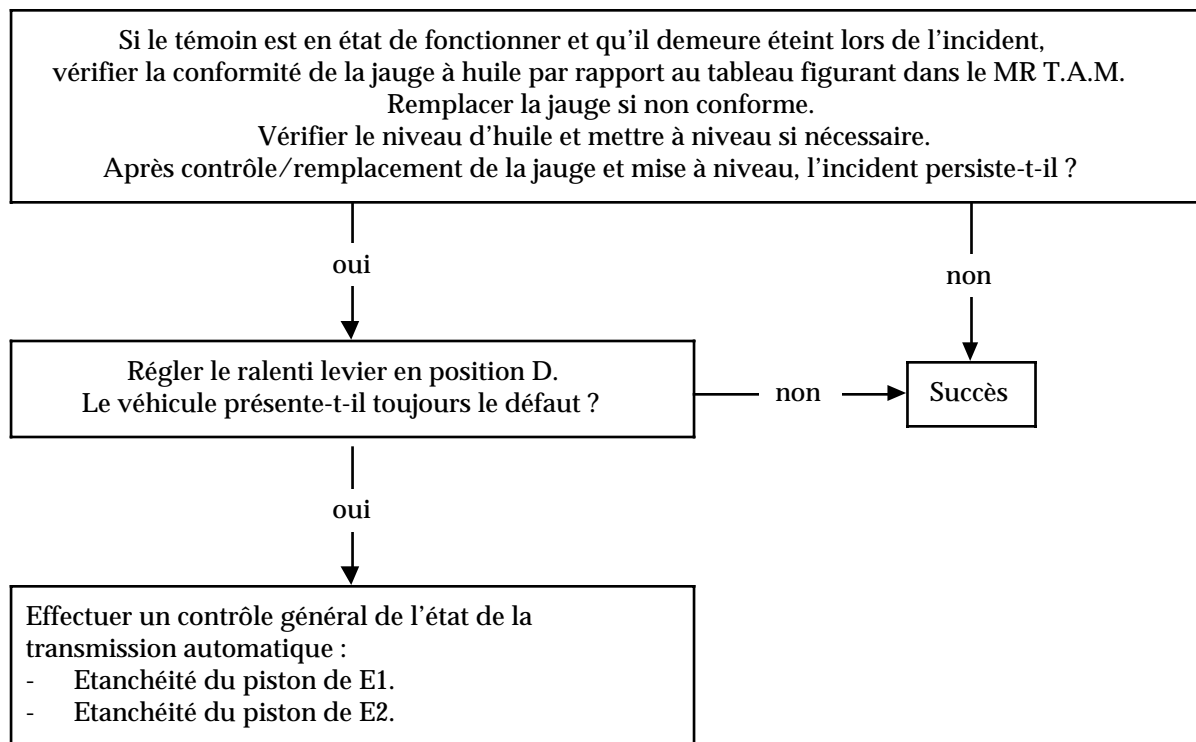 Si le témoin est en état de fonctionner et qu'il demeure éteint lors de l'incident,
vérifier la conformité de la jauge à huile par rapport au tableau figurant dans le MR T.A.M.
Remplacer la jauge si non conforme.
Vérifier le niveau d'huile et mettre à niveau si nécessaire.
Après contrôle/remplacement de la jauge et mise à niveau, l'incident persiste-t-il ?
oui
non
Régler le ralenti levier en position D.
Le véhicule présente-t-il toujours le défaut ?
non
Succès
oui
Effectuer un contrôle général de l'état de la
transmission automatique :
- Etanchéité du piston de E1.
- Etanchéité du piston de E2.